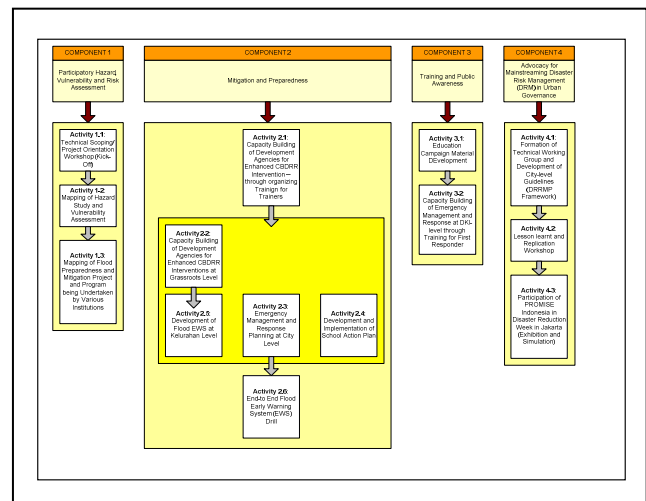 COMPONENT 1
Participatory Hazard,
Vulnerability and Risk
Assessment
Activity 1.1:
Technical Scoping/
Project Orientation
Workshop (Kick-
Off)
Activity 1-2:
Mapping of Hazard
Study and
Vulnerability
Assessment
Activity 1.3:
Mapping of Flood
Preparedness and
Mitigation Project
and Program
being Undertaken
by Various
Institutions
COMPONENT 2
Mitigation and Preparedness
Activity 2.1:
Capacity Building
of Development
Agencies for
Enhanced CBDRR
Intervention—
through organizing
Trainign for
Trainers
Activity 2-2:
Capacity Building
of Development
Agencies for
Enhanced CBDRR
Interventions at
Grassroots Level
Activity 2.5:
Development of
Flood EWS at
Kelurahan Level
Activity 2-3:
Emergency
Management and
Response
Planning at City
Level
Activity 2.4:
Development and
Implementation of
School Action Plan
Activity 2.6:
End-to End Flood
Early Warning
System (EWS)
Drill
COMPONENT 3
Training and Public
Awareness
Activity 3.1:
Education
Campaign Material
DEvelopment
Activity 3-2:
Capacity Building
of Emergency
Management and
Response at DKI-
level through
Training for First
Responder
COMPONENT 4
Advocacy for
Mainstreaming Disaster
Risk Management
(DRM) in Urban
Governance
Activity 4.1:
Formation of
Technical Working
Group and
Development of
City-level
Guidelines
(DRRMP
Framework)
Activity 4.2:
Lesson learnt and
Replication
Workshop
Activity 4-3:
Participation of
PROMISE
Indonesia in
Disaster Reduction
Week in Jakarta
(Exhibition and
Simulation)